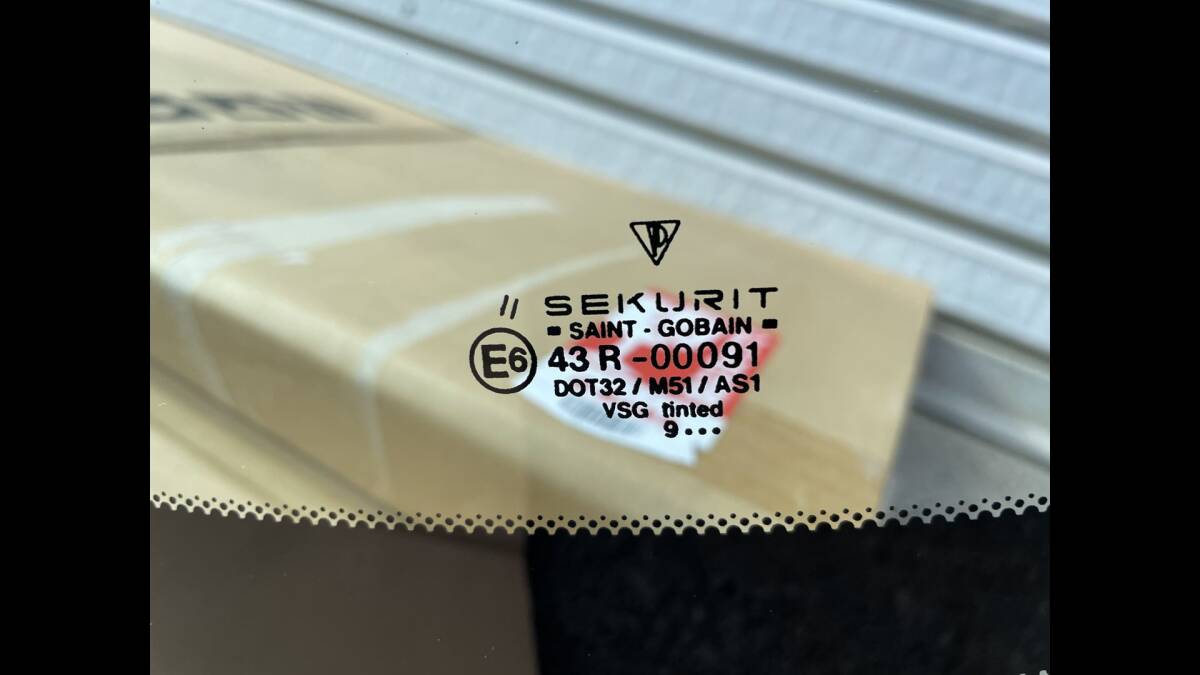 // SEKURIT
SAINT - GOBAIN
E6 43 R -00091
DOT32 / M51 / AS1
VSG tinted
9...